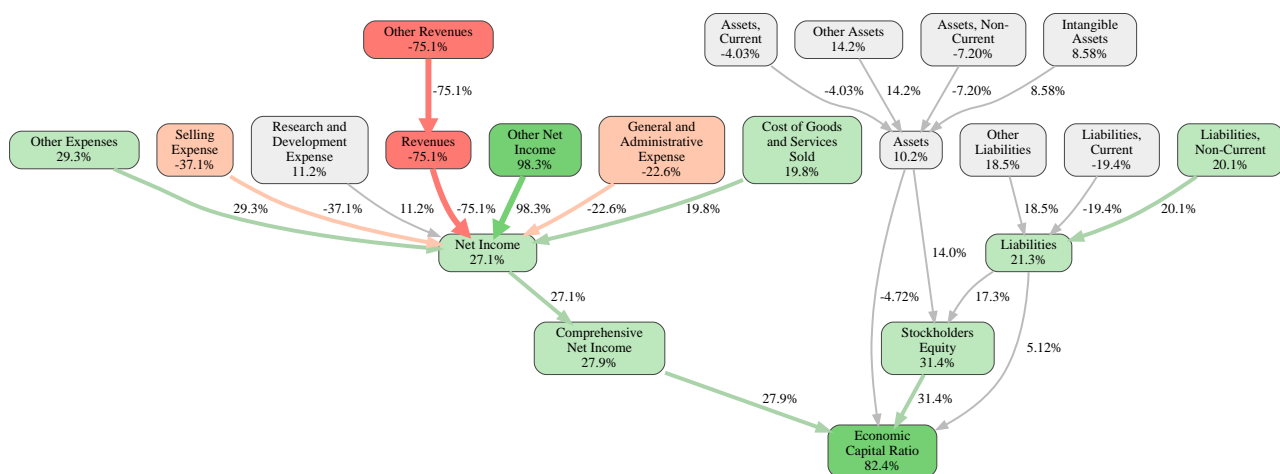 Other Revenues
-75.1%
Assets,
Current
-4.03%
Other Assets
14.2%
Assets, Non-
Current
-7.20%
Intangible
Assets
8.58%
-75.1%
-4.03%
14.2%
-7.20%
8.58%
Other Expenses
29.3%
Selling
Expense
-37.1%
Research and
Development
Expense
11.2%
Revenues
-75.1%
Other Net
Income
98.3%
General and
Administrative
Expense
-22.6%
Cost of Goods
and Services
Sold
19.8%
Assets
10.2%
Other
Liabilities
18.5%
Liabilities,
Current
-19.4%
Liabilities,
Non-Current
20.1%
29.3%
-37.1%
11.2%
-75.1%
98.3%
-22.6%
19.8%
18.5%
-19.4%
20.1%
Net Income
27.1%
14.0%
Liabilities
21.3%
27.1%
-4.72%
17.3%
Comprehensive
Net Income
27.9%
Stockholders
Equity
31.4%
5.12%
27.9%
31.4%
Economic
Capital Ratio
82.4%